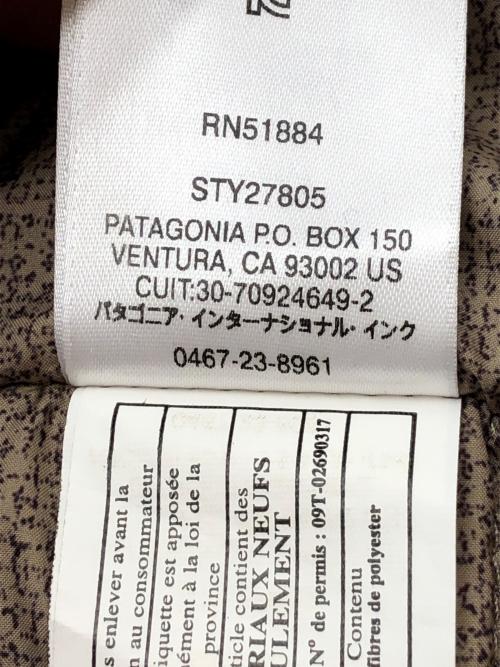 RN51884
STY27805
PATAGONIA P.O. BOX 150
VENTURA, CA 93002 US
CUIT:30-70924649-2
パタゴニア・インターナショナル・インク
0467-23-8961
enlever avant la
au consommateur
iquette est apposée
mément à la loi de la
province
ticle contient des
RIAUX NEUFS
ULEMENT
N° de permis : 09T-02690317
Contenu
ibres de polyester